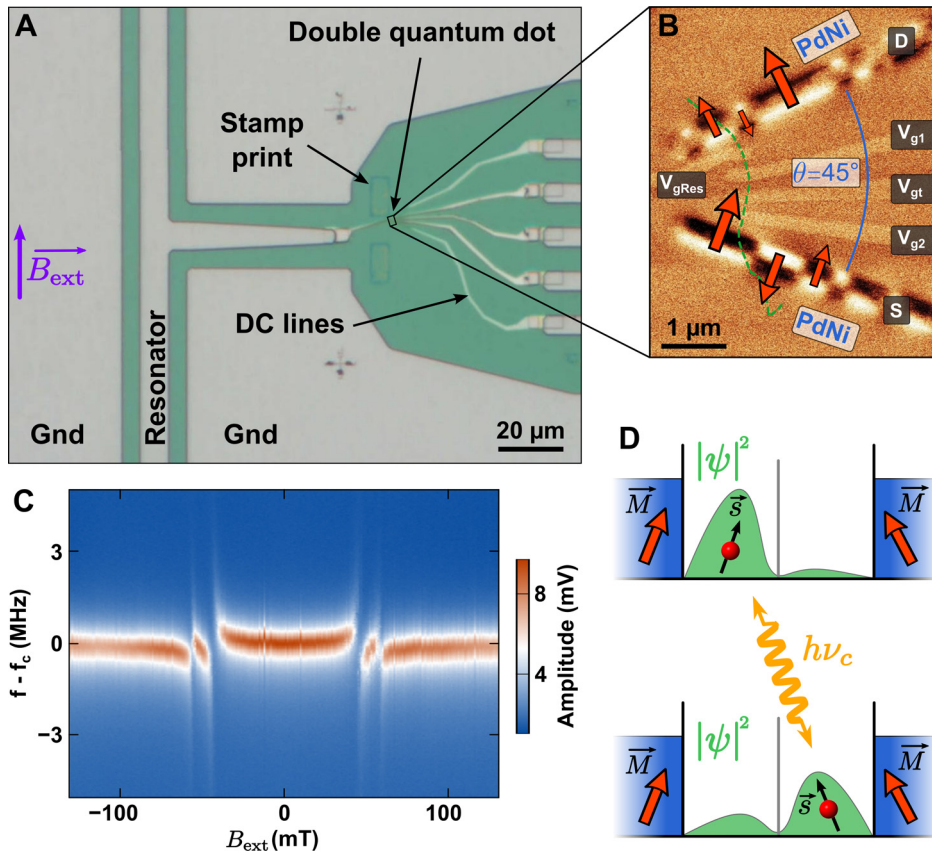 A
Double quantum dot
Stamp
print
B_ext
DC lines
Resonator
Gnd
Gnd
20 µm
B
PdNi
D
V_g1
θ=45°
V_gRes
V_gt
V_g2
S
PdNi
1 µm
C
3
0
−3
f - f_c (MHz)
−100
0
100
B_ext(mT)
8
4
Amplitude (mV)
D
|ψ|²
M
s
M
hν_c
|ψ|²
M
s
M